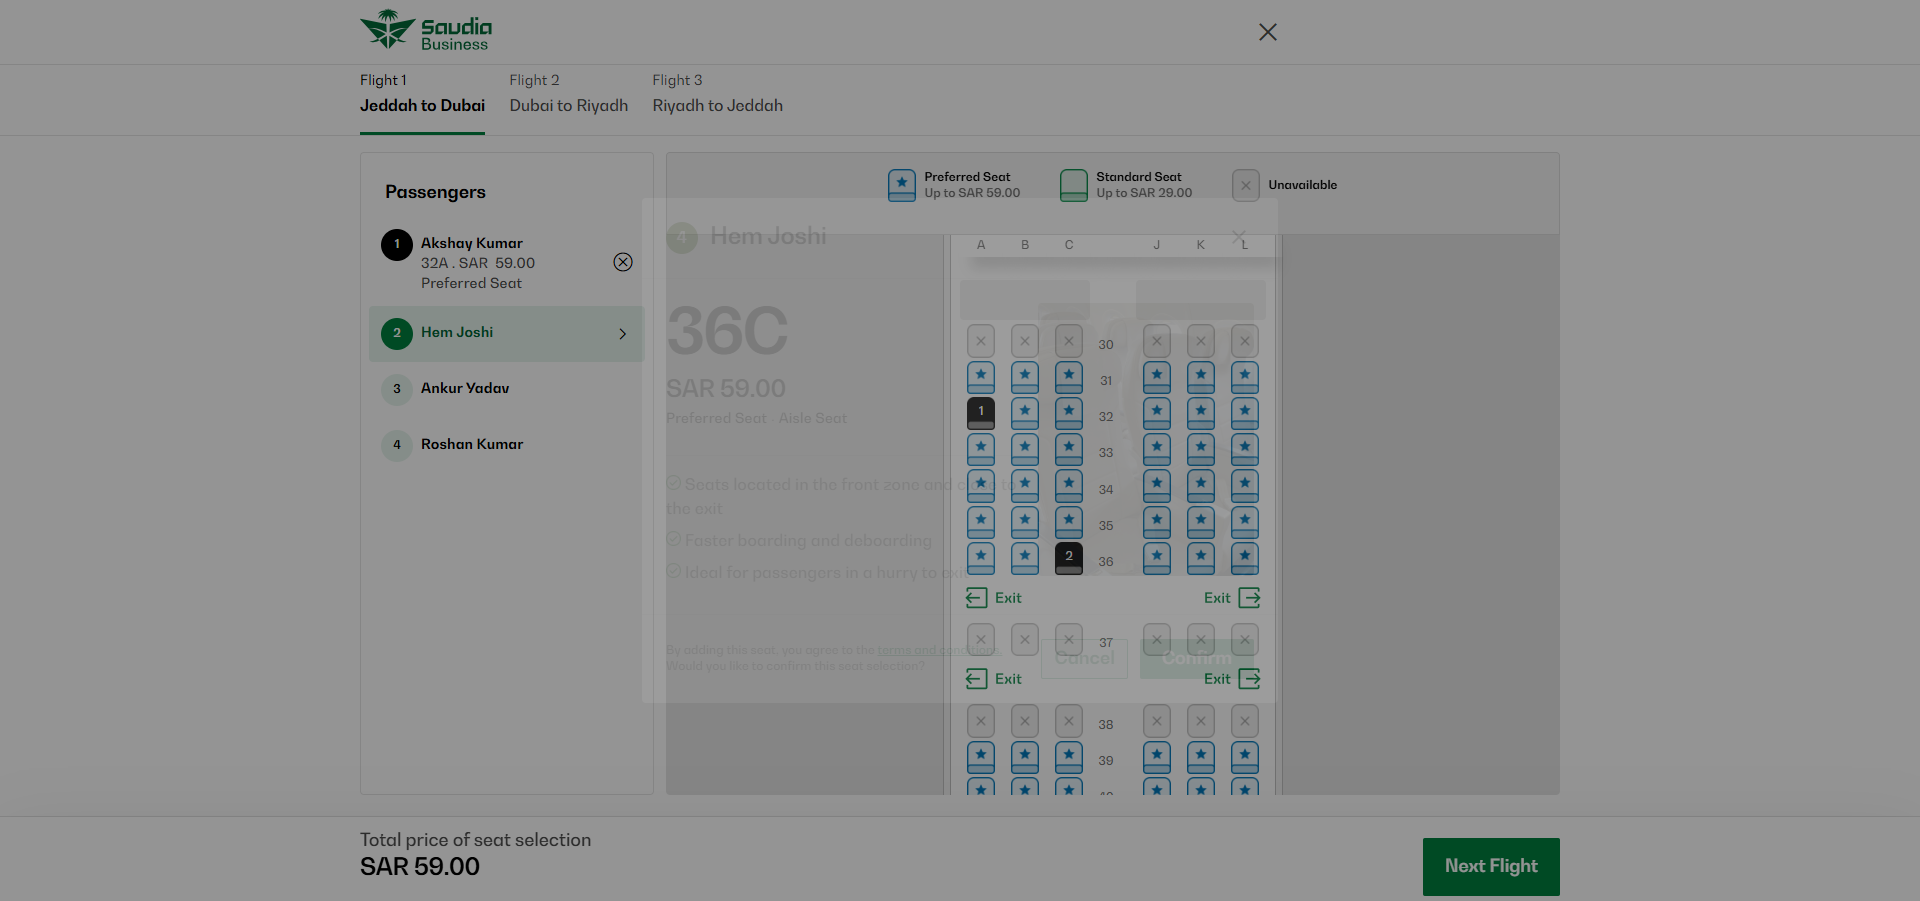 Saudia
Business
Flight 1
Jeddah to Dubai
Flight 2
Dubai to Riyadh
Flight 3
Riyadh to Jeddah
Passengers
1
Akshay Kumar
32A . SAR 59.00
Preferred Seat
2
Hem Joshi
3
Ankur Yadav
4
Roshan Kumar
Preferred Seat
Up to SAR 59.00
Standard Seat
Up to SAR 29.00
Unavailable
4 Hem Joshi
36C
SAR 59.00
Preferred Seat - Aisle Seat
Seats located in the front zone and close to
the exit
Faster boarding and deboarding
Ideal for passengers in a hurry to exit
By adding this seat, you agree to the terms and conditions.
Would you like to confirm this seat selection?
Cancel
Confirm
A B C J K L
30
31
1 32
33
34
35
2 36
Exit Exit
37
Exit Exit
38
39
Total price of seat selection
SAR 59.00
Next Flight